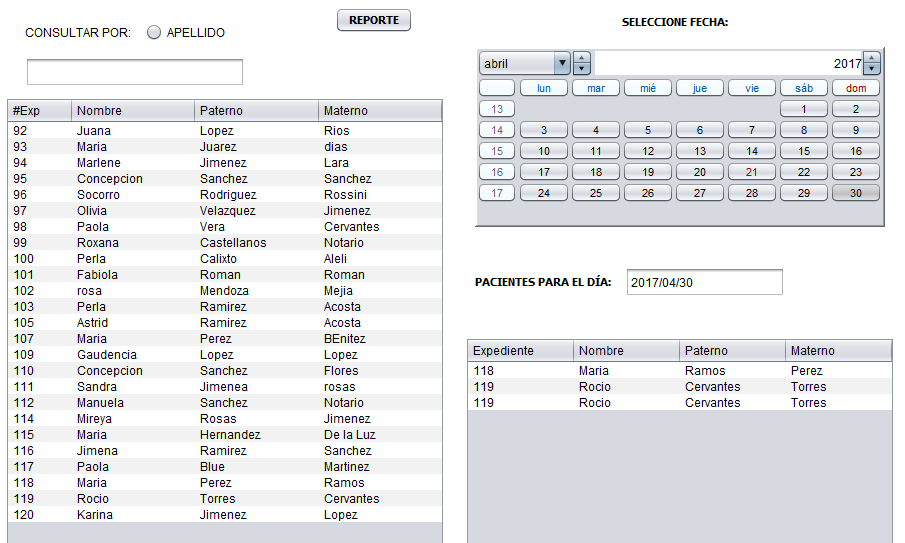 REPORTE
CONSULTAR POR: APELLIDO
#Exp Nombre Paterno Materno
92 Juana Lopez Rios
93 Maria Juarez dias
94 Marlene Jimenez Lara
95 Concepcion Sanchez Sanchez
96 Socorro Rodriguez Rossini
97 Olivia Velazquez Jimenez
98 Paola Vera Cervantes
99 Roxana Castellanos Notario
100 Perla Calixto Aleli
101 Fabiola Roman Roman
102 rosa Mendoza Mejia
103 Perla Ramirez Acosta
105 Astrid Ramirez Acosta
107 Maria Perez BEnitez
109 Gaudencia Lopez Lopez
110 Concepcion Sanchez Flores
111 Sandra Jimenea rosas
112 Manuela Sanchez Notario
114 Mireya Rosas Jimenez
115 Maria Hernandez De la Luz
116 Jimena Ramirez Sanchez
117 Paola Blue Martinez
118 Maria Perez Ramos
119 Rocio Torres Cervantes
120 Karina Jimenez Lopez
SELECCIONE FECHA:
abril 2017
lun mar mié jue vie sáb dom
13 1 2
14 3 4 5 6 7 8 9
15 10 11 12 13 14 15 16
16 17 18 19 20 21 22 23
17 24 25 26 27 28 29 30
PACIENTES PARA EL DÍA: 2017/04/30
Expediente Nombre Paterno Materno
118 Maria Ramos Perez
119 Rocio Cervantes Torres
119 Rocio Cervantes Torres